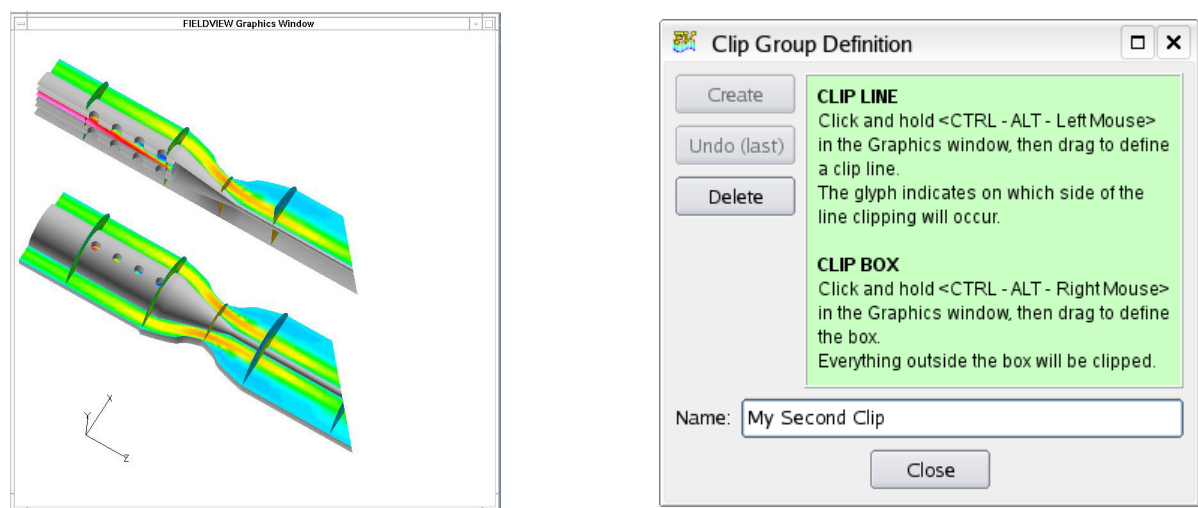 FIELDVIEW Graphics Window
Y
X
Z
Clip Group Definition
Create
Undo (last)
Delete
CLIP LINE
Click and hold <CTRL - ALT - Left Mouse>
in the Graphics window, then drag to define
a clip line.
The glyph indicates on which side of the
line clipping will occur.
CLIP BOX
Click and hold <CTRL - ALT - Right Mouse>
in the Graphics window, then drag to define
the box.
Everything outside the box will be clipped.
Name: My Second Clip
Close